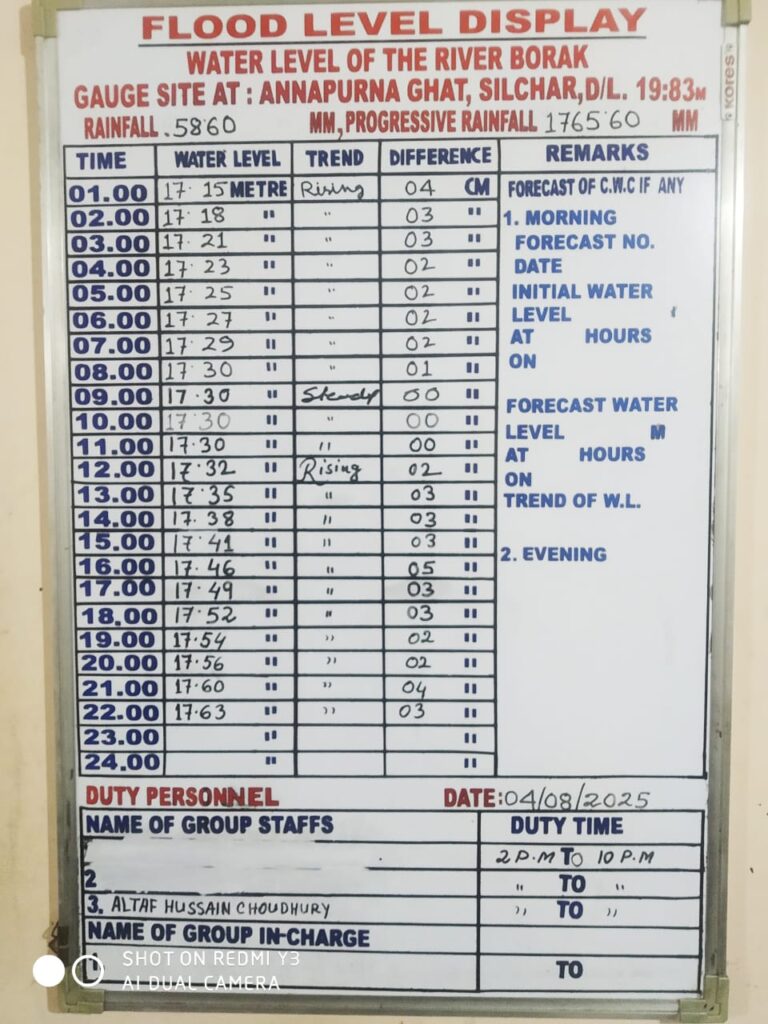 FLOOD LEVEL DISPLAY
WATER LEVEL OF THE RIVER BORAK
GAUGE SITE AT : ANNAPURNA GHAT, SILCHAR, D/L. 19:83M
RAINFALL .5860 MM, PROGRESSIVE RAINFALL 1765.60 MM
kores
TIME WATER LEVEL TREND DIFFERENCE REMARKS
01.00 17.15 METRE Rising 04 CM FORECAST OF C.W.C IF ANY
02.00 17.18 " " 03 " 1. MORNING
03.00 17.21 " " 03 " FORECAST NO.
04.00 17.23 " " 02 " DATE
05.00 17.25 " " 02 " INITIAL WATER
06.00 17.27 " " 02 " LEVEL
07.00 17.29 " " 02 " AT HOURS
08.00 17.30 " " 01 " ON
09.00 17.30 " Steady 00 " FORECAST WATER
10.00 17.30 " " 00 " LEVEL M
11.00 17.30 " " 00 " AT HOURS
12.00 17.32 " Rising 02 " ON
13.00 17.35 " " 03 " TREND OF W.L.
14.00 17.38 " " 03 "
15.00 17.41 " " 03 " 2. EVENING
16.00 17.46 " " 05 "
17.00 17.49 " " 03 "
18.00 17.52 " " 03 "
19.00 17.54 " " 02 "
20.00 17.56 " " 02 "
21.00 17.60 " " 04 "
22.00 17.63 " " 03 "
23.00 " "
24.00 " "
DUTY PERSONNEL DATE: 04/08/2025
NAME OF GROUP STAFFS DUTY TIME
2 P.M TO 10 P.M
2 " TO "
3. ALTAF HUSSAIN CHOUDHURY " TO "
NAME OF GROUP IN-CHARGE
1 TO
SHOT ON REDMI Y3
AI DUAL CAMERA